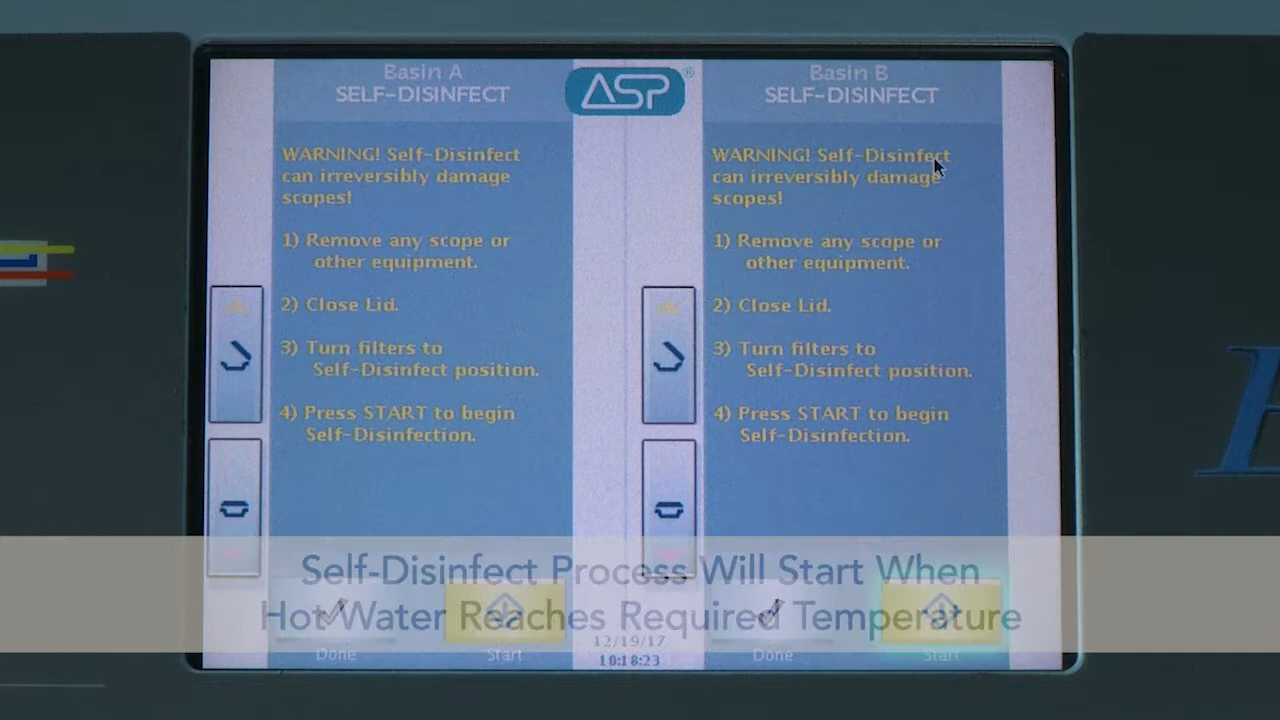 Basin A
SELF-DISINFECT
WARNING! Self-Disinfect
can irreversibly damage
scopes!
1) Remove any scope or
other equipment.
2) Close Lid.
3) Turn filters to
Self-Disinfect position.
4) Press START to begin
Self-Disinfection.
Done
Start
ASP®
Basin B
SELF-DISINFECT
WARNING! Self-Disinfect
can irreversibly damage
scopes!
1) Remove any scope or
other equipment.
2) Close Lid.
3) Turn filters to
Self-Disinfect position.
4) Press START to begin
Self-Disinfection.
Done
Start
12/19/17
10:18:23
Self-Disinfect Process Will Start When
Hot Water Reaches Required Temperature